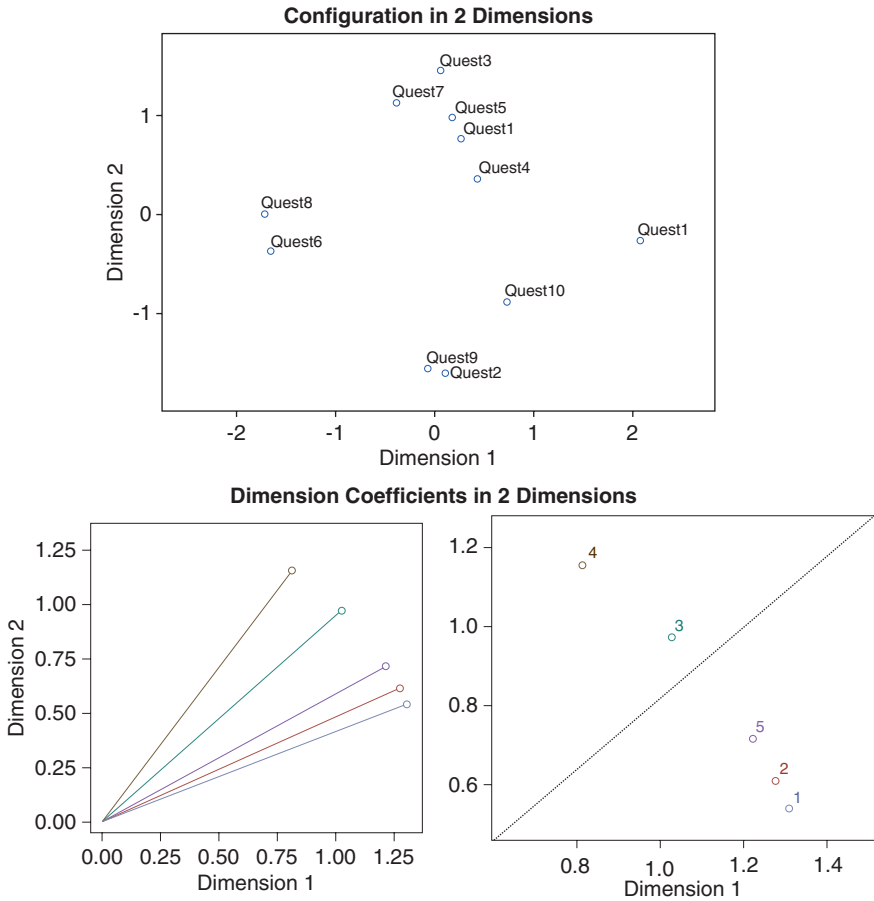 Configuration in 2 Dimensions
Quest3
Quest7
Quest5
Quest1
Quest4
Quest8
Quest6
Quest1
Quest10
Quest9
Quest2
Dimension 2
1
0
-1
-2 -1 0 1 2
Dimension 1
Dimension Coefficients in 2 Dimensions
Dimension 2
1.25
1.00
0.75
0.50
0.25
0.00
0.00 0.25 0.50 0.75 1.00 1.25
Dimension 1
1.2
1.0
0.8
0.6
4
3
5
2
1
0.8 1.0 1.2 1.4
Dimension 1